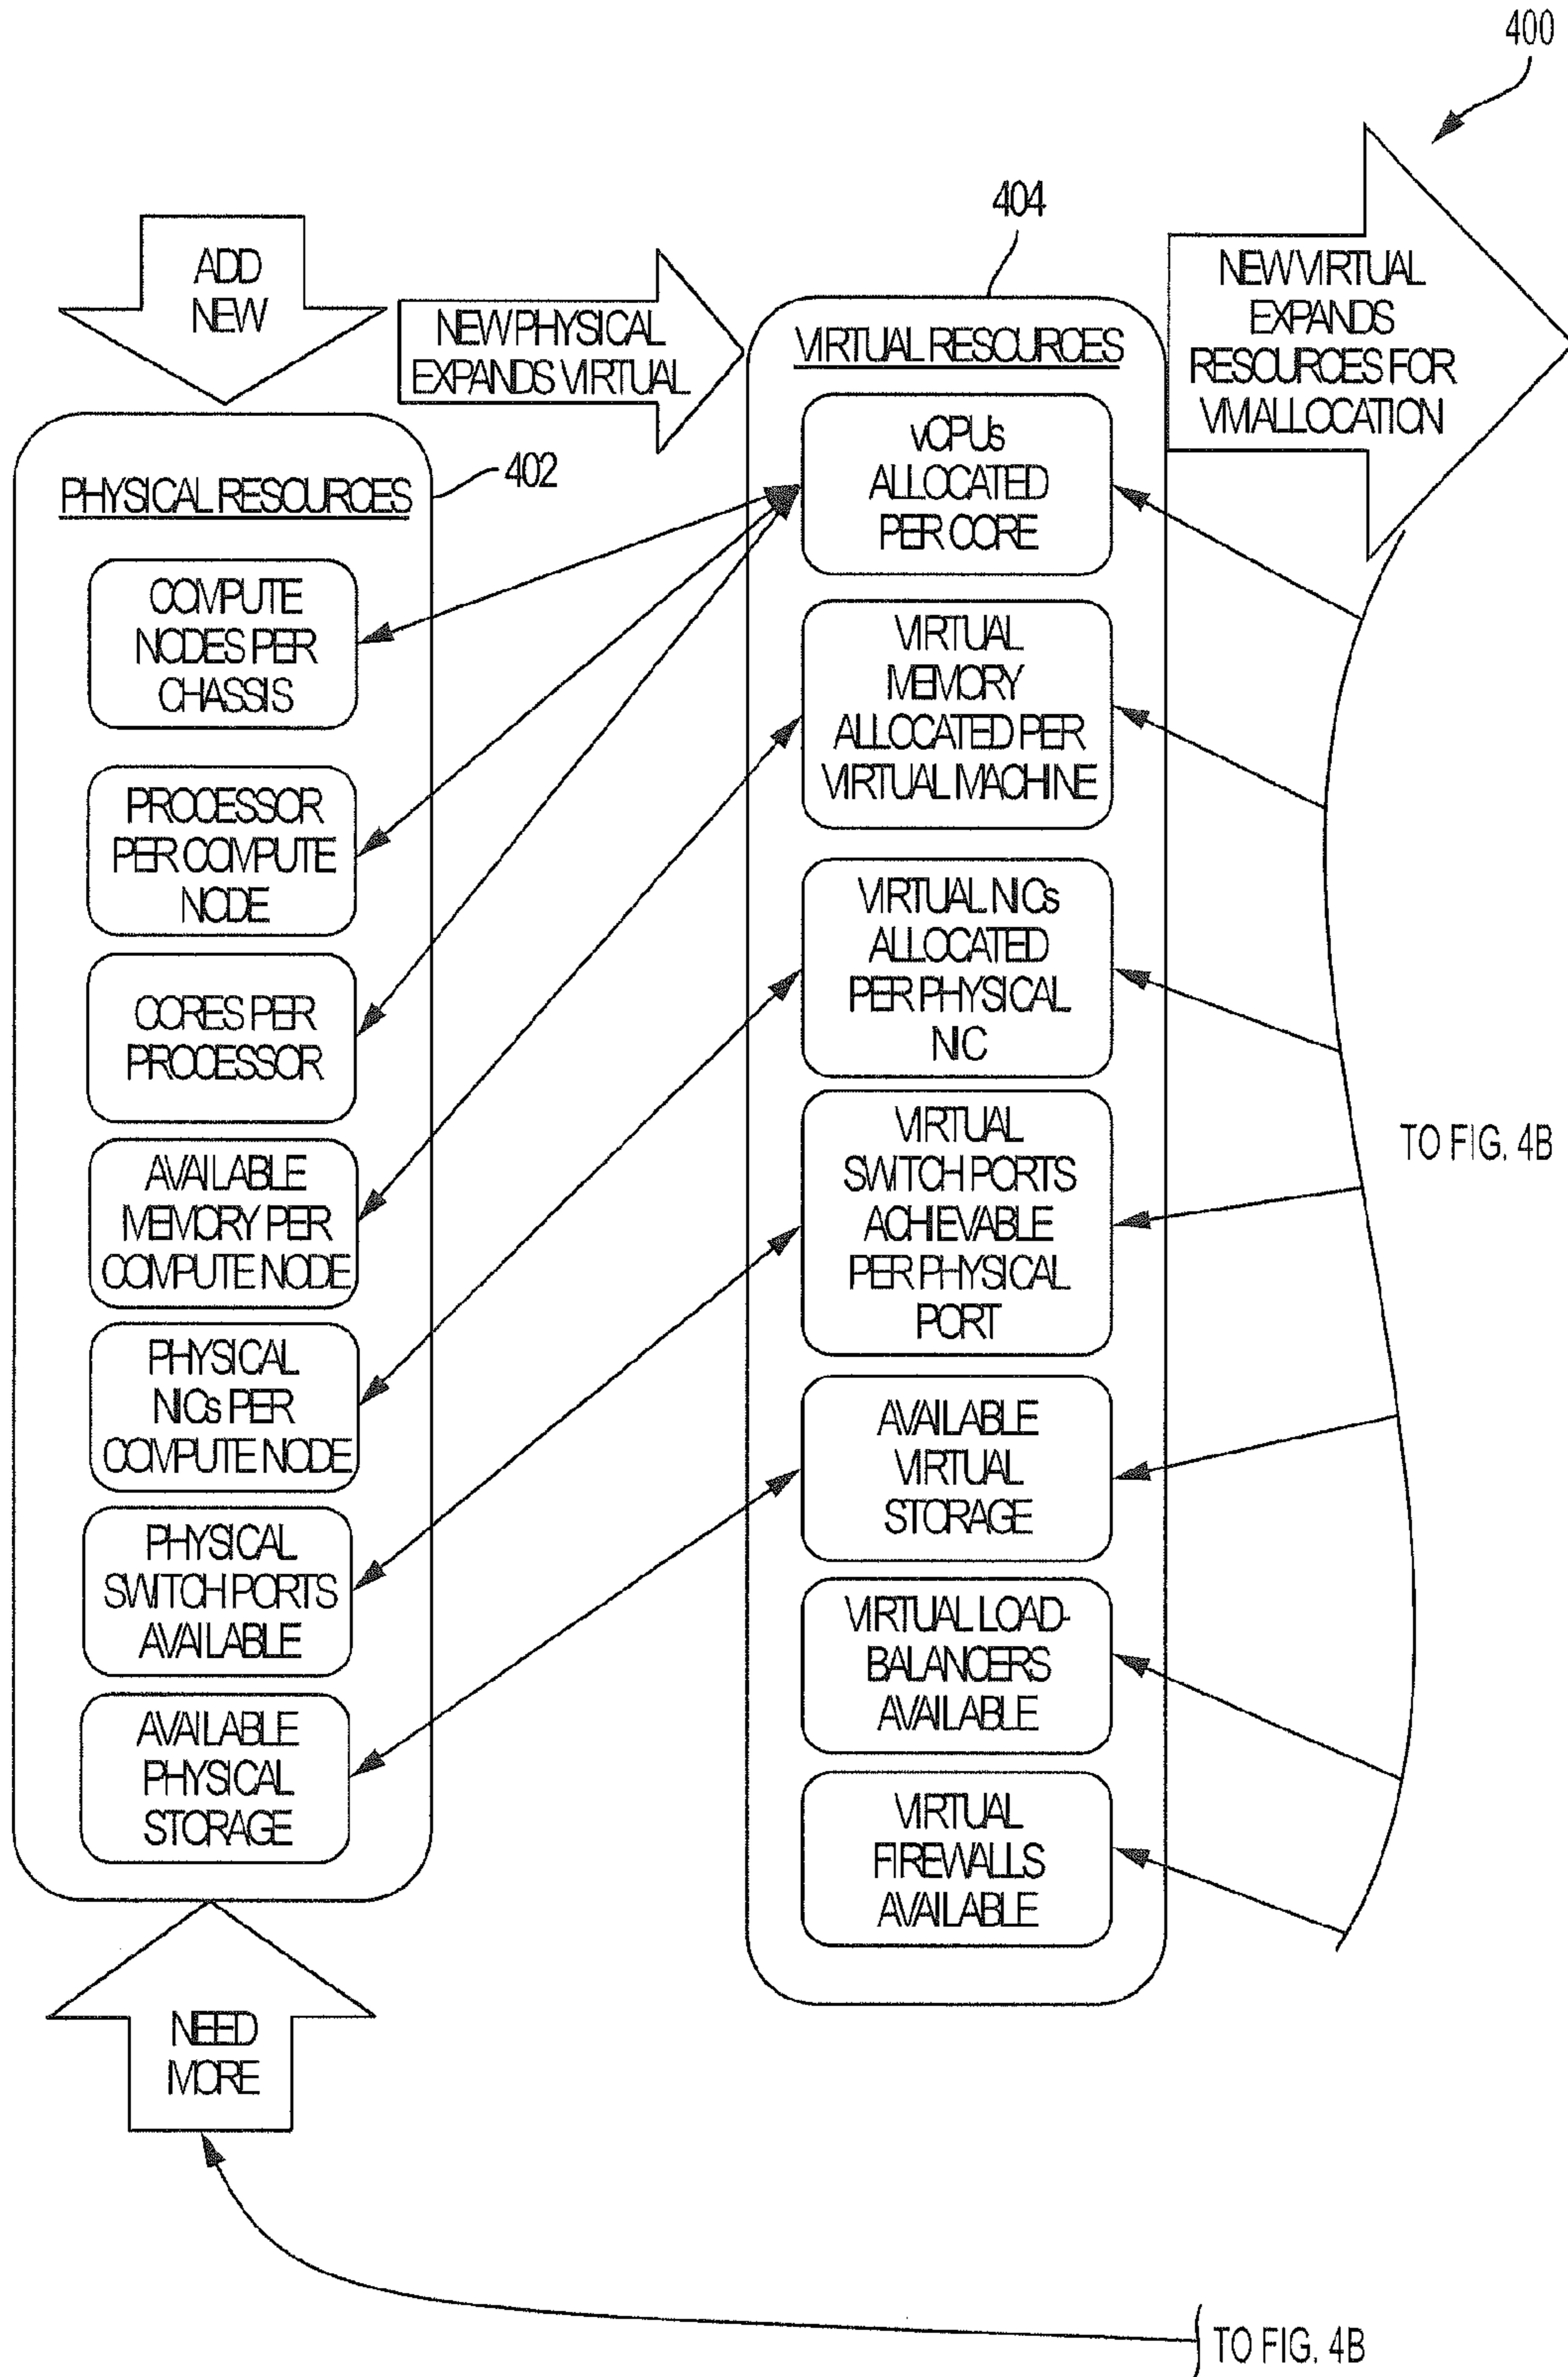 400
404
ADD
NEW
NEW PHYSICAL
EXPANDS VIRTUAL
NEW VIRTUAL
EXPANDS
RESOURCES FOR
VM ALLOCATION
402
PHYSICAL RESOURCES
COMPUTE
NODES PER
CHASSIS
PROCESSOR
PER COMPUTE
NODE
CORES PER
PROCESSOR
AVAILABLE
MEMORY PER
COMPUTE NODE
PHYSICAL
NICs PER
COMPUTE NODE
PHYSICAL
SWITCH PORTS
AVAILABLE
AVAILABLE
PHYSICAL
STORAGE
NEED
MORE
VIRTUAL RESOURCES
vCPUs
ALLOCATED
PER CORE
VIRTUAL
MEMORY
ALLOCATED PER
VIRTUAL MACHINE
VIRTUAL NICs
ALLOCATED
PER PHYSICAL
NIC
VIRTUAL
SWITCH PORTS
ACHIEVABLE
PER PHYSICAL
PORT
AVAILABLE
VIRTUAL
STORAGE
VIRTUAL LOAD-
BALANCERS
AVAILABLE
VIRTUAL
FIREWALLS
AVAILABLE
TO FIG. 4B
TO FIG. 4B